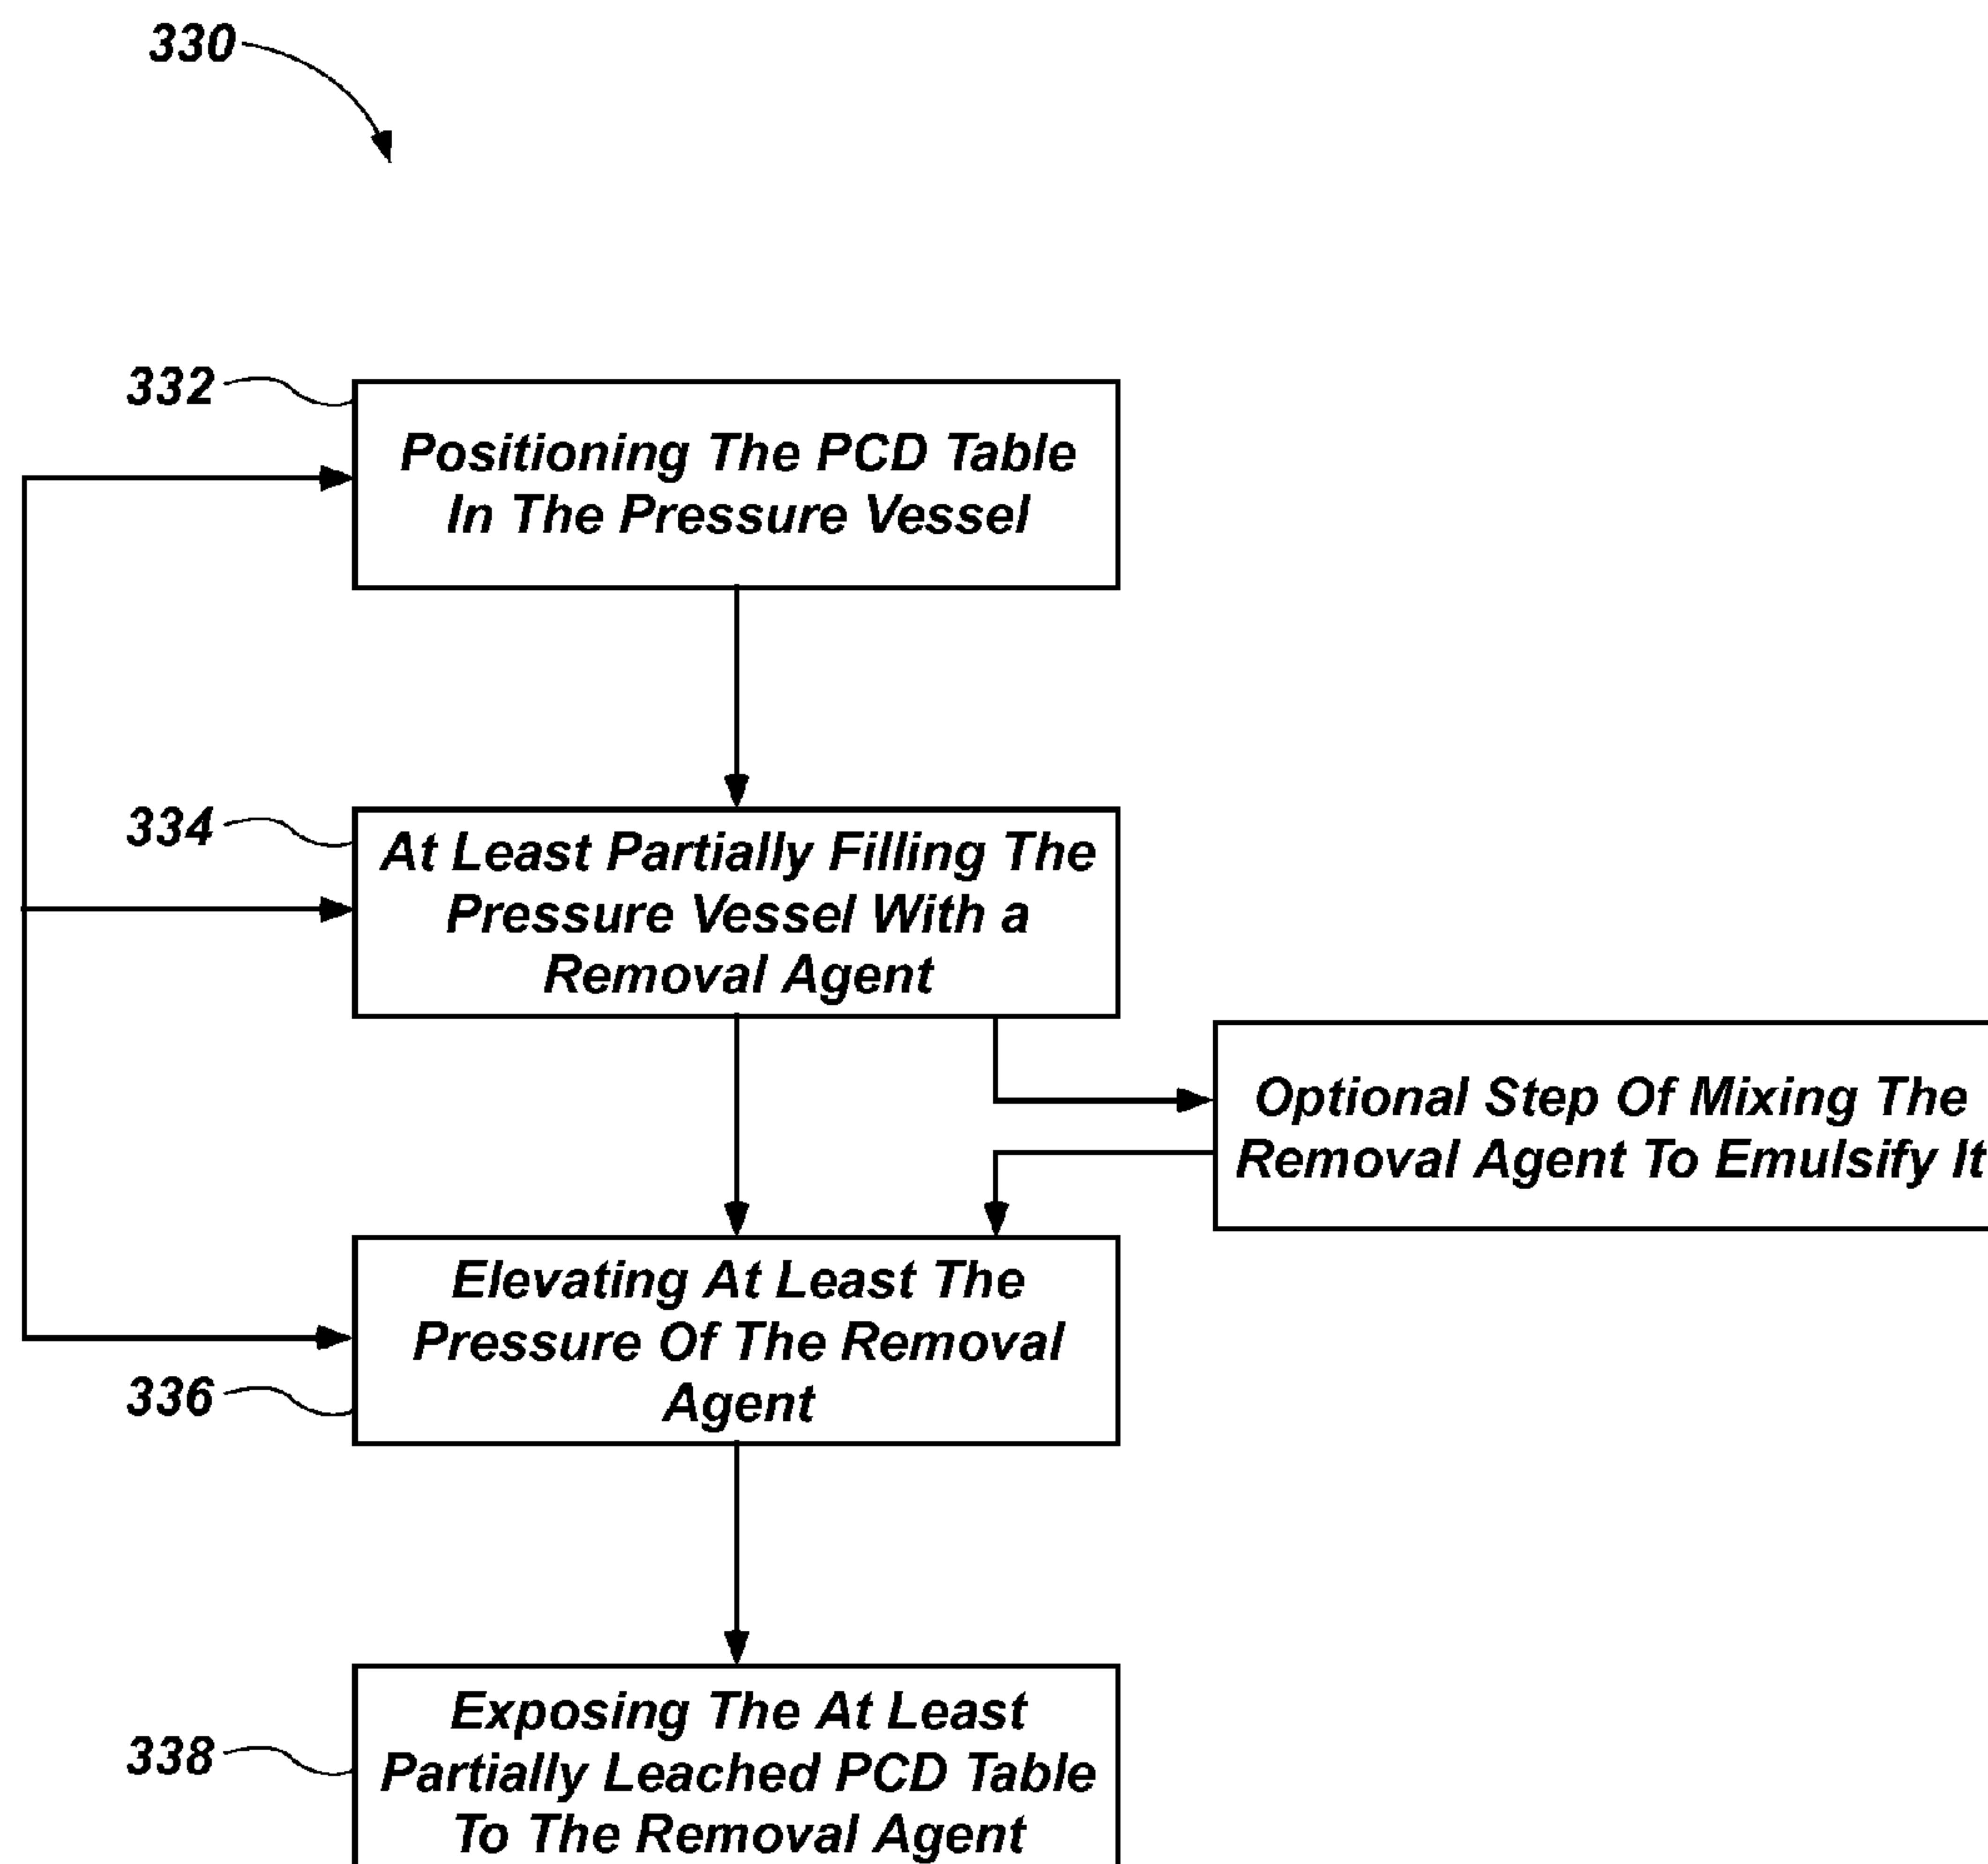 330
332
Positioning The PCD Table
In The Pressure Vessel
334
At Least Partially Filling The
Pressure Vessel With a
Removal Agent
Optional Step Of Mixing The
Removal Agent To Emulsify It
Elevating At Least The
Pressure Of The Removal
Agent
336
338
Exposing The At Least
Partially Leached PCD Table
To The Removal Agent